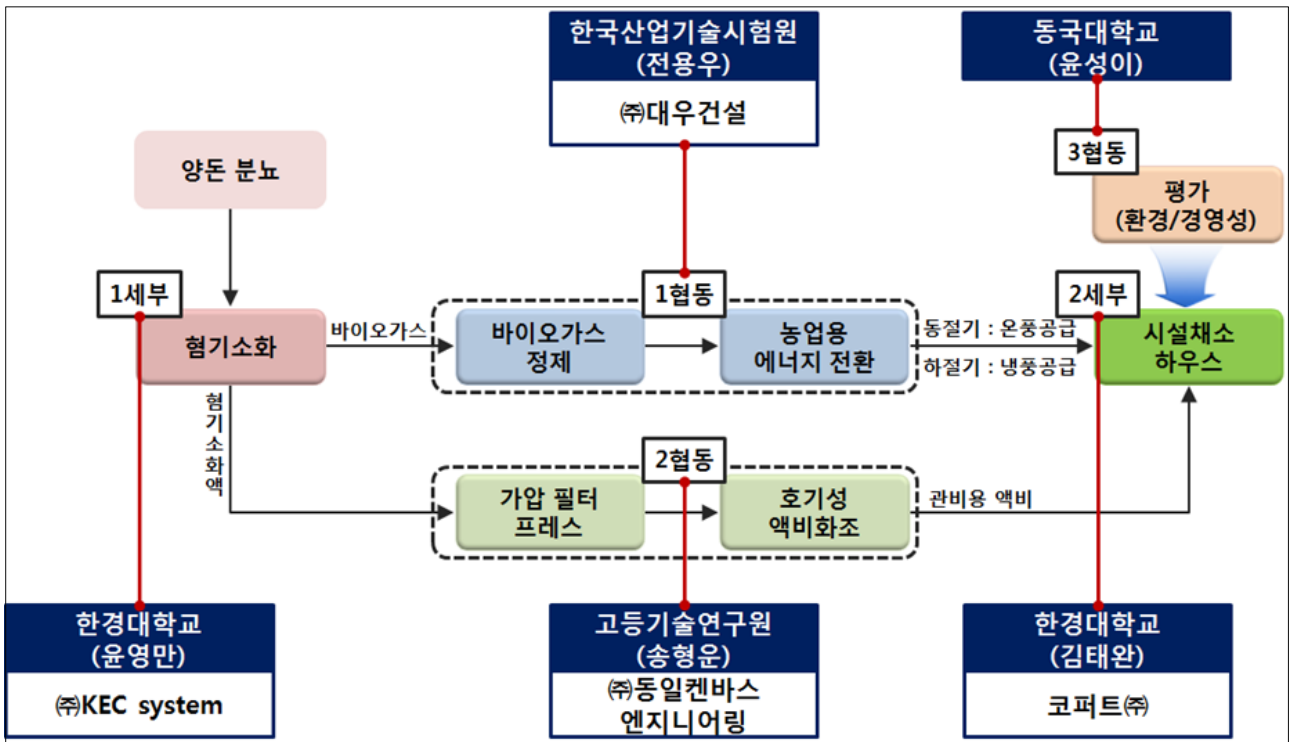 한국산업기술시험원
(전용우)
㈜대우건설
동국대학교
(윤성이)
3협동
평가
(환경/경영성)
양돈 분뇨
1세부
혐기소화
바이오가스
1협동
바이오가스
정제
농업용
에너지 전환
동절기 : 온풍공급
하절기 : 냉풍공급
2세부
시설채소
하우스
혐기소화액
2협동
가압 필터
프레스
호기성
액비화조
관비용 액비
한경대학교
(윤영만)
㈜KEC system
고등기술연구원
(송형운)
㈜동일켄바스
엔지니어링
한경대학교
(김태완)
코퍼트㈜